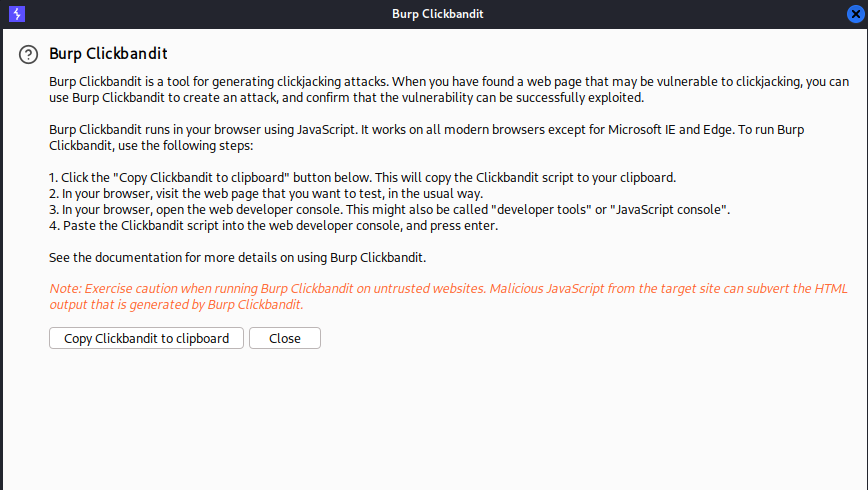 Burp Clickbandit
Burp Clickbandit
Burp Clickbandit is a tool for generating clickjacking attacks. When you have found a web page that may be vulnerable to clickjacking, you can
use Burp Clickbandit to create an attack, and confirm that the vulnerability can be successfully exploited.
Burp Clickbandit runs in your browser using JavaScript. It works on all modern browsers except for Microsoft IE and Edge. To run Burp
Clickbandit, use the following steps:
1. Click the "Copy Clickbandit to clipboard" button below. This will copy the Clickbandit script to your clipboard.
2. In your browser, visit the web page that you want to test, in the usual way.
3. In your browser, open the web developer console. This might also be called "developer tools" or "JavaScript console".
4. Paste the Clickbandit script into the web developer console, and press enter.
See the documentation for more details on using Burp Clickbandit.
Note: Exercise caution when running Burp Clickbandit on untrusted websites. Malicious JavaScript from the target site can subvert the HTML
output that is generated by Burp Clickbandit.
Copy Clickbandit to clipboard
Close